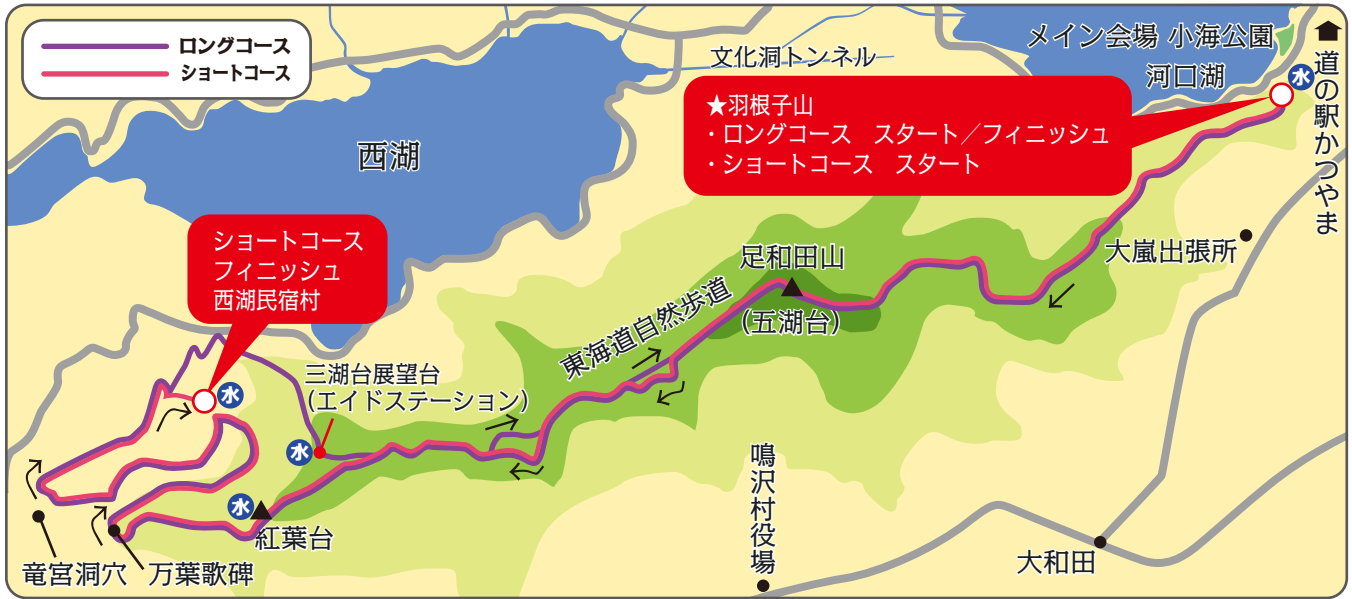 ロングコース
ショートコース
文化洞トンネル
メイン会場 小海公園
河口湖
水
道の駅かつやま
★羽根子山
・ロングコース　スタート／フィニッシュ
・ショートコース　スタート
西湖
ショートコース
フィニッシュ
西湖民宿村
水
足和田山
(五湖台)
大嵐出張所
東海道自然歩道
三湖台展望台
(エイドステーション)
水
水
紅葉台
鳴沢村役場
大和田
竜宮洞穴
万葉歌碑